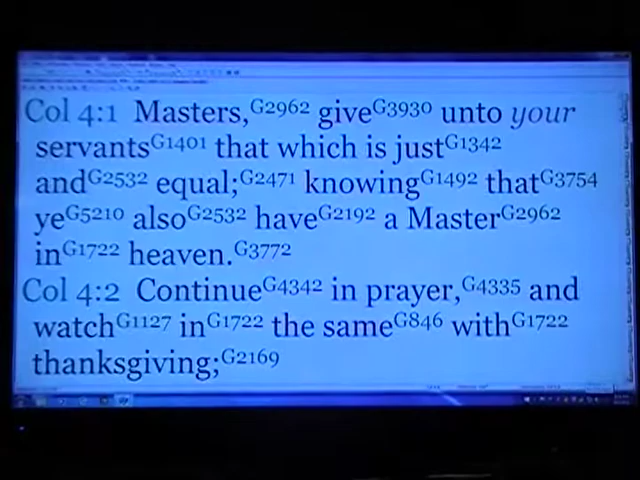 Col 4:1 Masters,G2962 giveG3930 unto your
servantsG1401 that which is justG1342
andG2532 equal;G2471 knowingG1492 thatG3754
yeG5210 alsoG2532 haveG2192 a MasterG2962
inG1722 heaven.G3772
Col 4:2 ContinueG4342 in prayer,G4335 and
watchG1127 inG1722 the sameG846 withG1722
thanksgiving;G2169